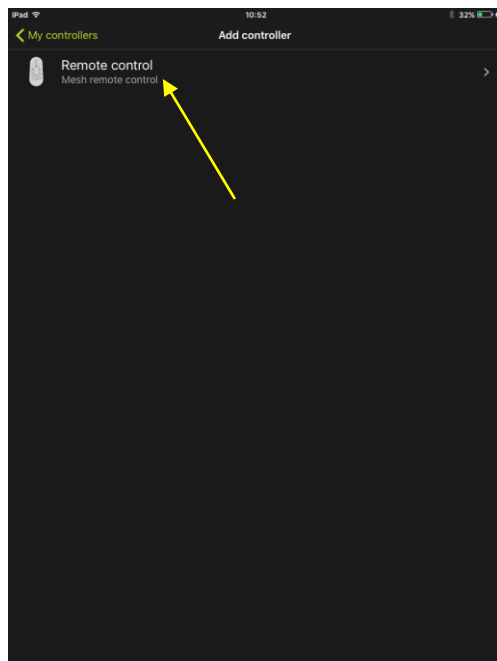 iPad 10:52 32%
My controllers Add controller
Remote control
Mesh remote control